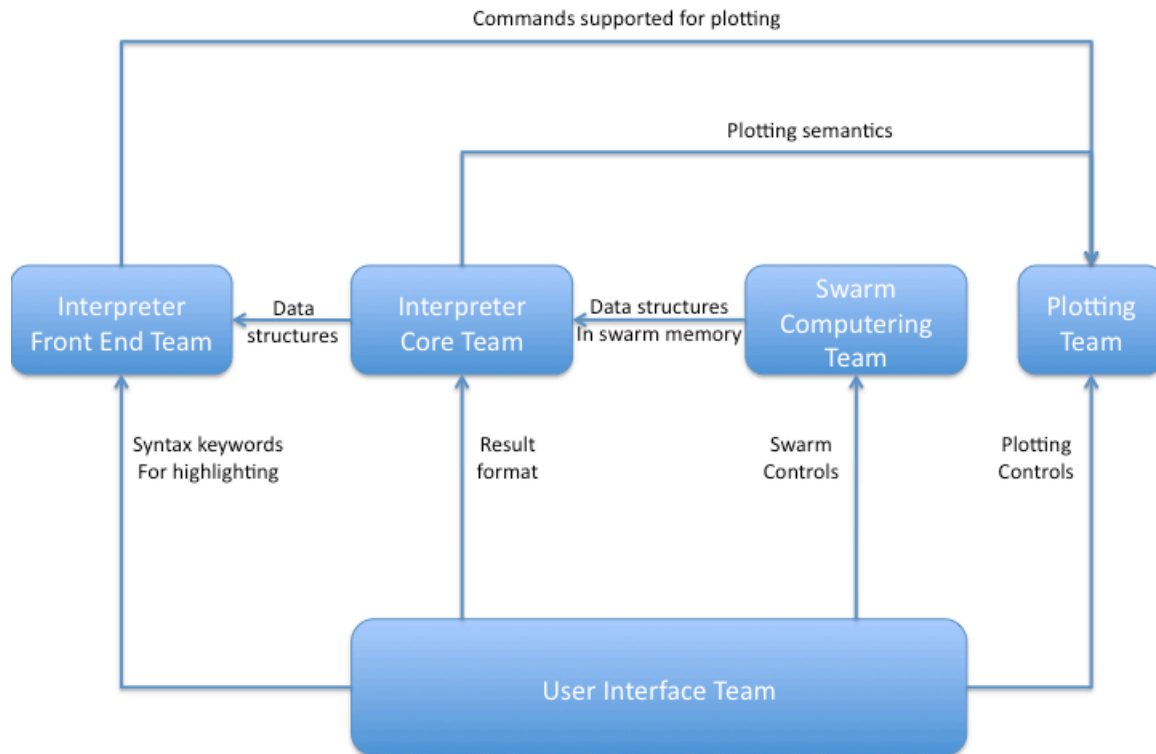 Commands supported for plotting
Plotting semantics
Interpreter
Front End Team
Data
structures
Interpreter
Core Team
Data structures
In swarm memory
Swarm
Computering
Team
Plotting
Team
Syntax keywords
For highlighting
Result
format
Swarm
Controls
Plotting
Controls
User Interface Team